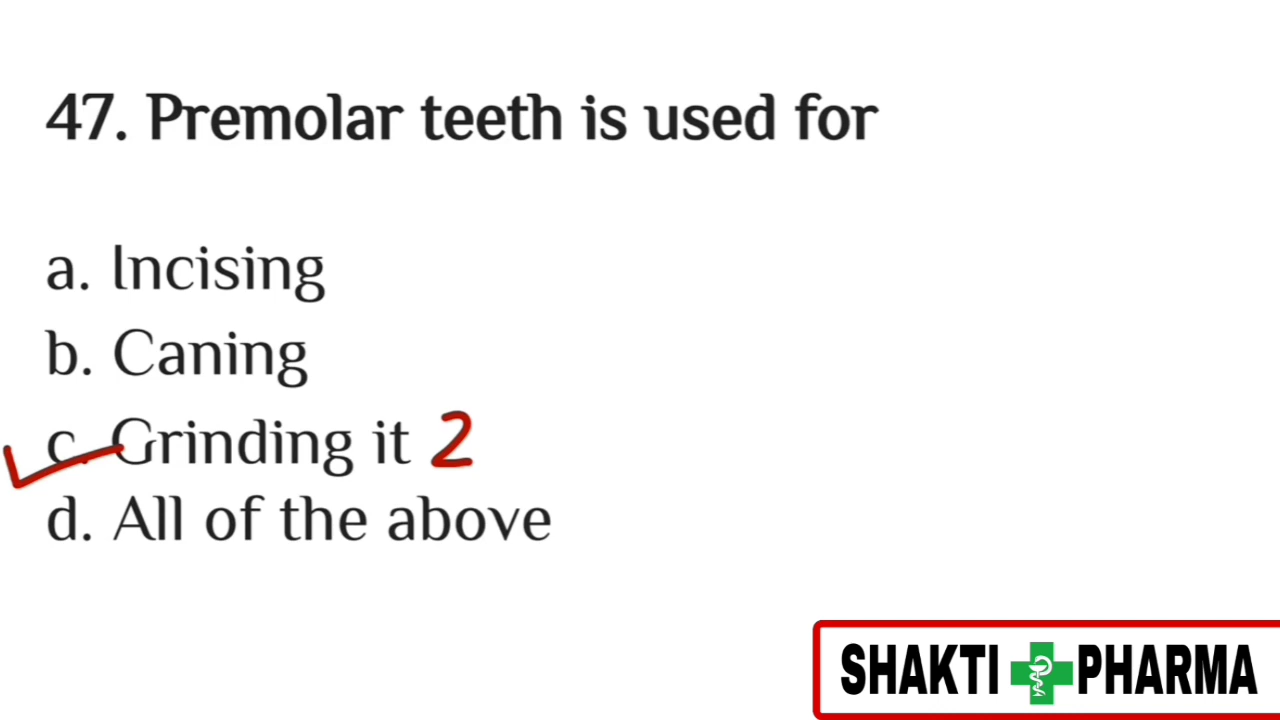 47. Premolar teeth is used for
a. Incising
b. Caning
c. Grinding it 2
d. All of the above
SHAKTI PHARMA